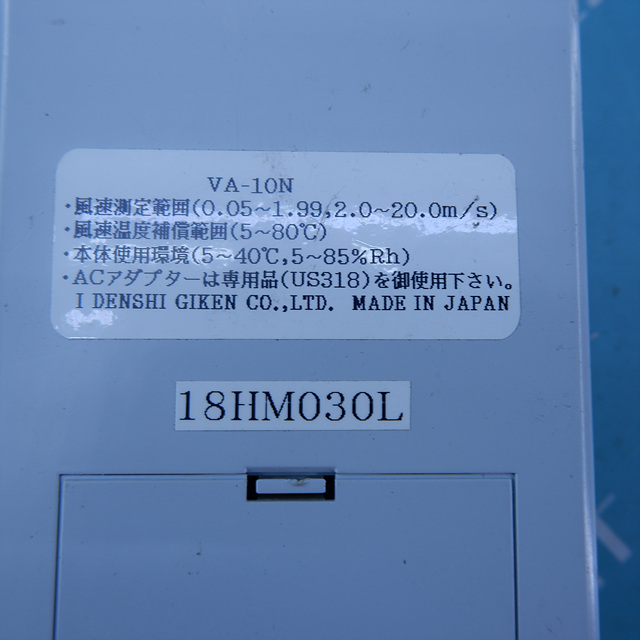 VA-10N
・風速測定範囲(0.05~1.99,2.0~20.0m/s)
・風速温度補償範囲(5~80℃)
・本体使用環境(5~40℃,5~85%Rh)
・ACアダプターは専用品(US318)を御使用下さい。
I DENSHI GIKEN CO.,LTD. MADE IN JAPAN
18HM030L